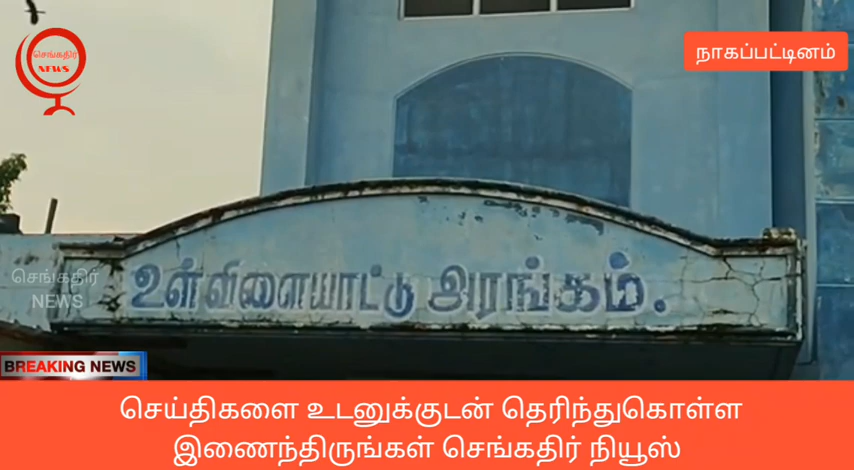 செங்கதிர்
NEWS
நாகப்பட்டினம்
உள்விளையாட்டு அரங்கம்.
செங்கதிர்
NEWS
BREAKING NEWS
செய்திகளை உடனுக்குடன் தெரிந்துகொள்ள
இணைந்திருங்கள் செங்கதிர் நியூஸ்